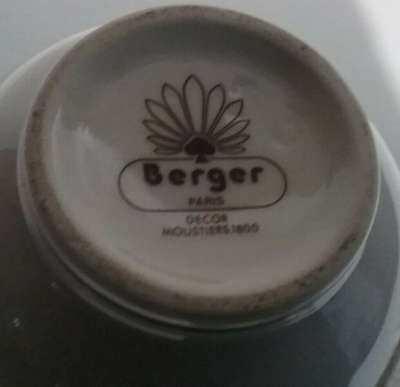 Berger
PARIS
DECOR
MOUSTIERS.1800